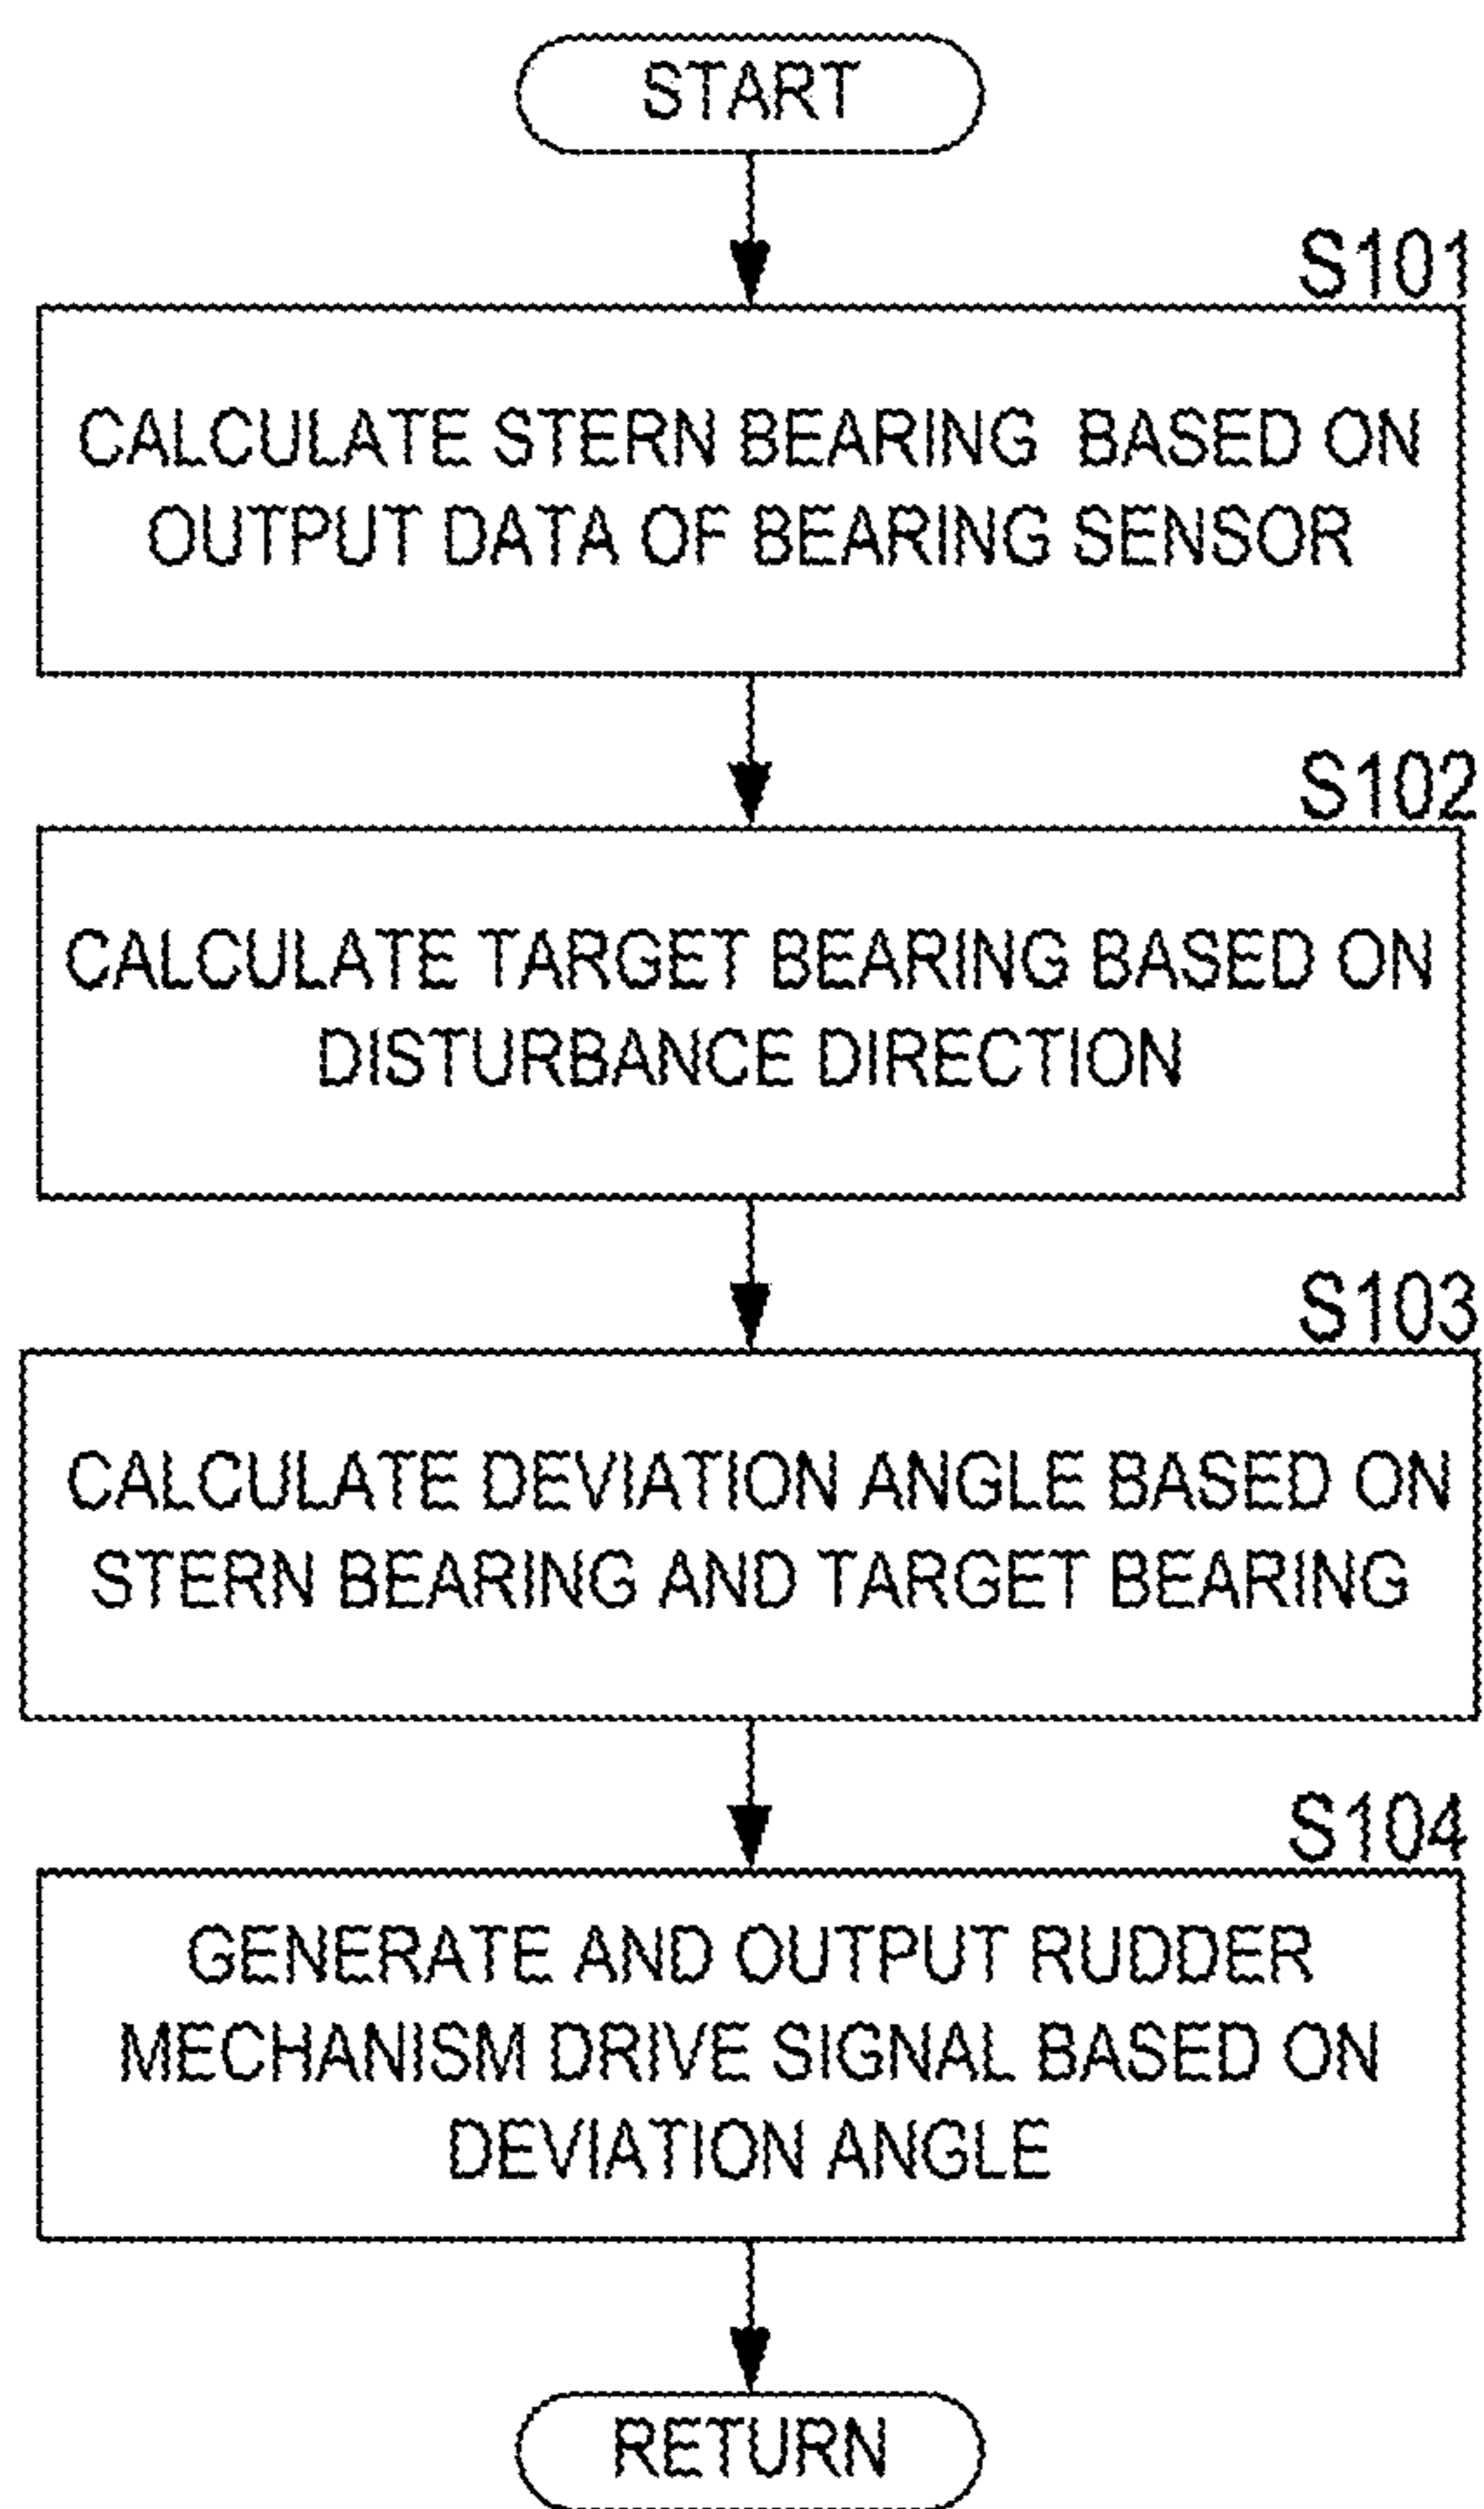 START
S101
CALCULATE STERN BEARING BASED ON
OUTPUT DATA OF BEARING SENSOR
S102
CALCULATE TARGET BEARING BASED ON
DISTURBANCE DIRECTION
S103
CALCULATE DEVIATION ANGLE BASED ON
STERN BEARING AND TARGET BEARING
S104
GENERATE AND OUTPUT RUDDER
MECHANISM DRIVE SIGNAL BASED ON
DEVIATION ANGLE
RETURN